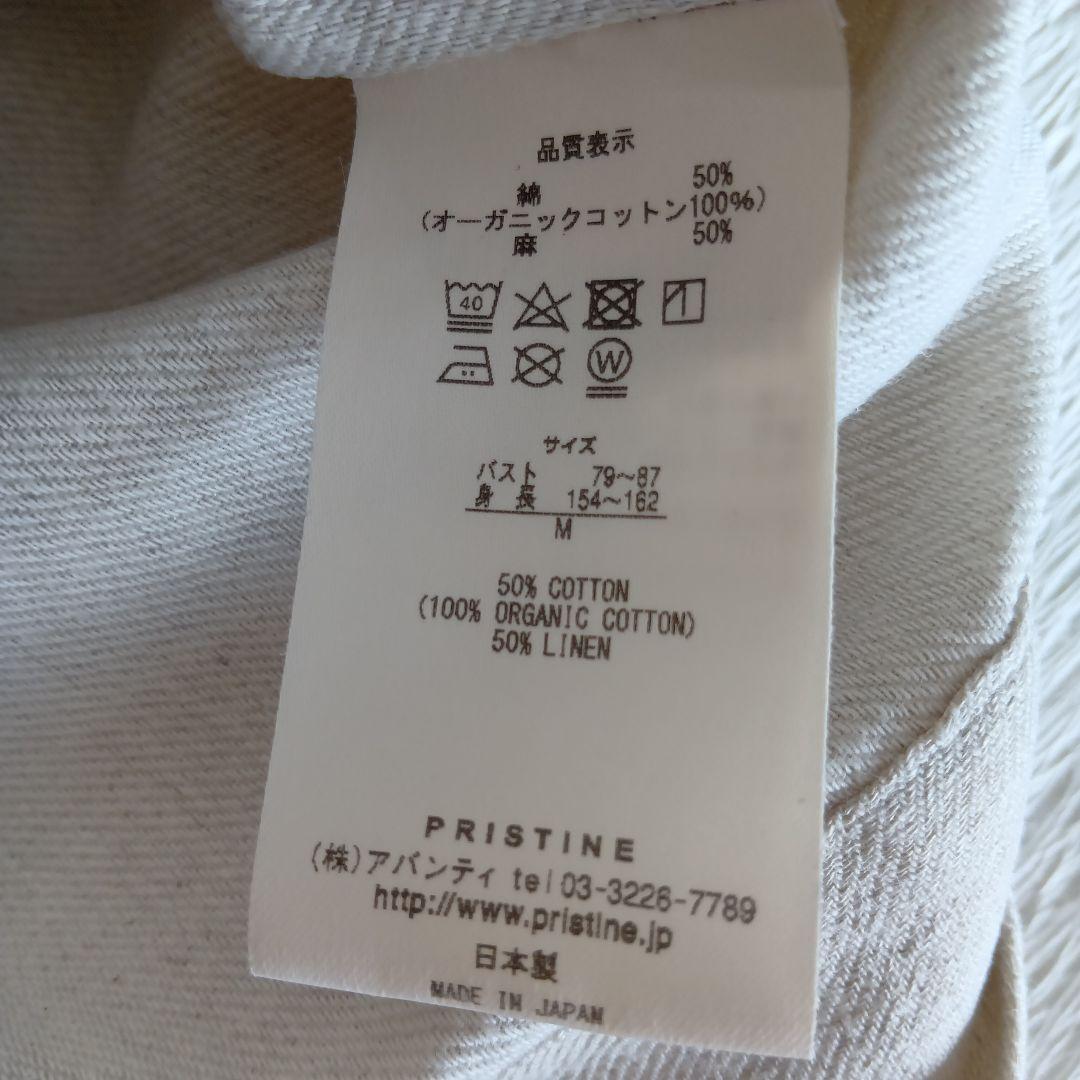 品質表示
綿 50%
(オーガニックコットン100%)
麻 50%
40
W
サイズ
バスト 79～87
身 長 154～162
M
50% COTTON
(100% ORGANIC COTTON)
50% LINEN
PRISTINE
(株)アバンティ tel 03-3226-7789
http://www.pristine.jp
日本製
MADE IN JAPAN